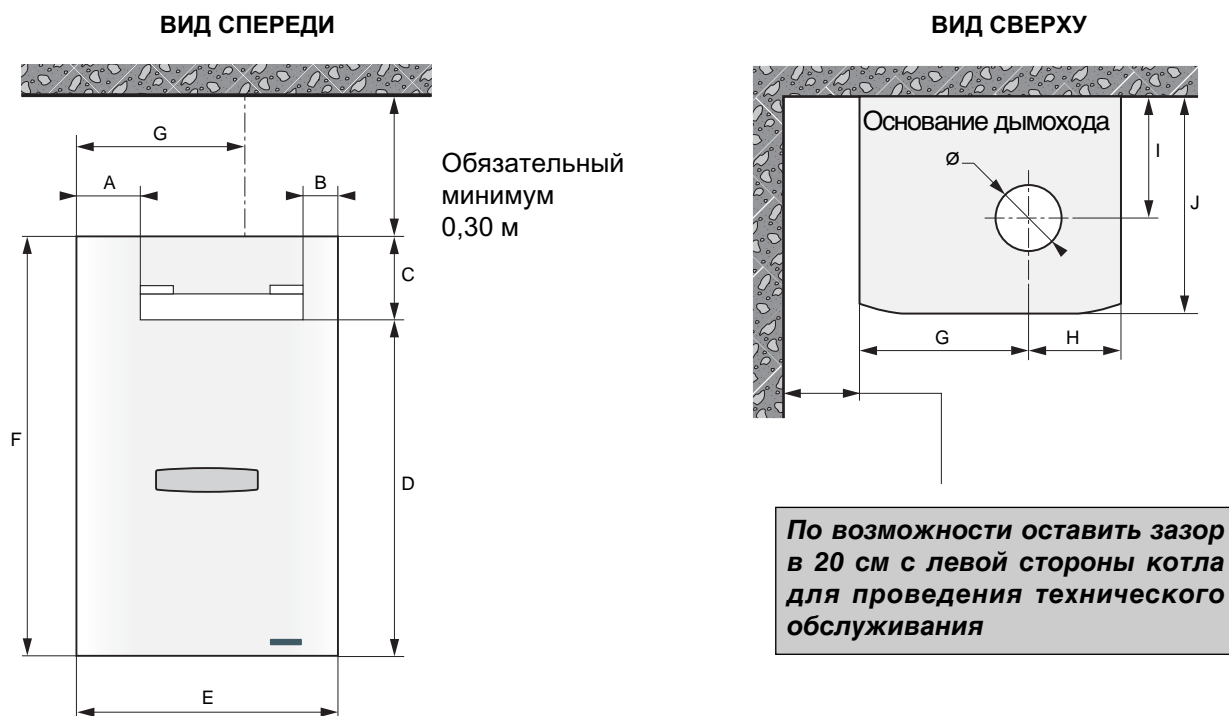 ВИД СПЕРЕДИ
ВИД СВЕРХУ
G
A
B
Обязательный
минимум
0,30 м
C
F
D
E
Основание дымохода
ø
I
J
G
H
По возможности оставить зазор
в 20 см с левой стороны котла
для проведения технического
обслуживания